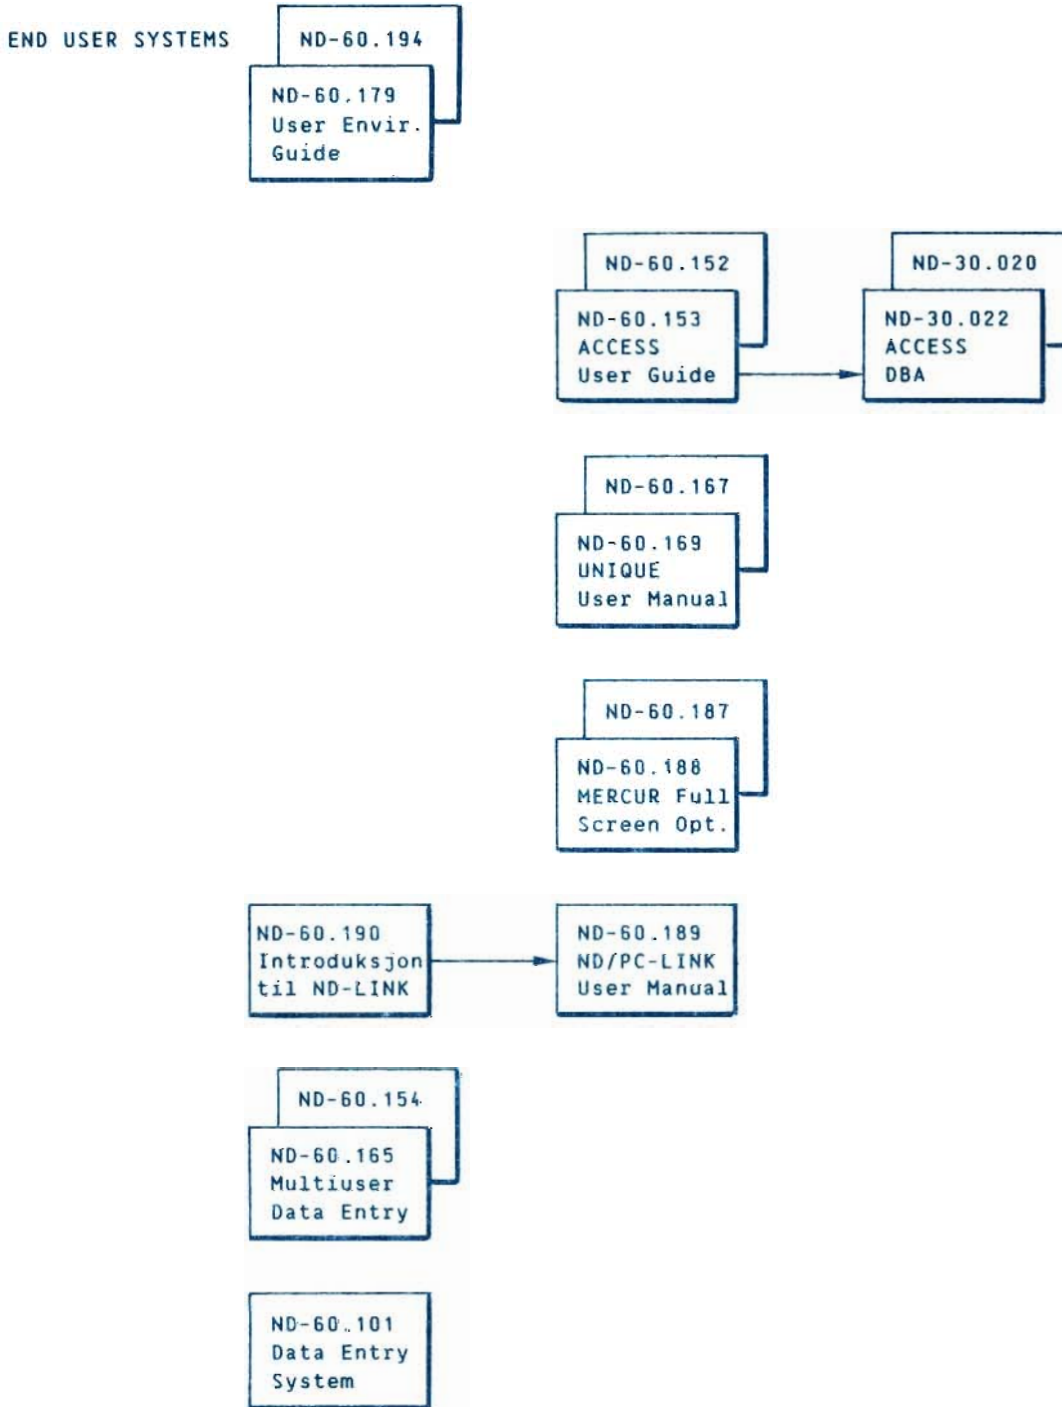 END USER SYSTEMS
ND-60.194
ND-60.179
User Envir.
Guide
ND-60.152
ND-60.153
ACCESS
User Guide
ND-30.020
ND-30.022
ACCESS
DBA
ND-60.167
ND-60.169
UNIQUE
User Manual
ND-60.187
ND-60.188
MERCUR Full
Screen Opt.
ND-60.190
Introduksjon
til ND-LINK
ND-60.189
ND/PC-LINK
User Manual
ND-60.154
ND-60.165
Multiuser
Data Entry
ND-60.101
Data Entry
System